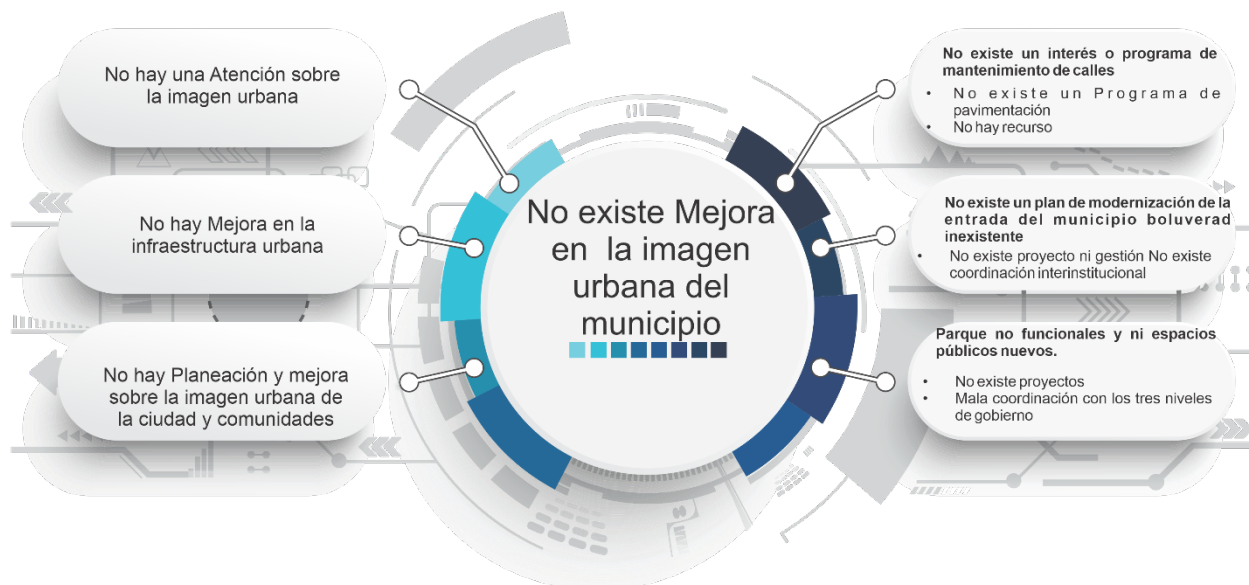 No hay una Atención sobre
la imagen urbana
No hay Mejora en la
infraestructura urbana
No hay Planeación y mejora
sobre la imagen urbana de
la ciudad y comunidades
No existe Mejora
en la imagen
urbana del
municipio
No existe un interés o programa de
mantenimiento de calles
• No existe un Programa de
pavimentación
• No hay recurso
No existe un plan de modernización de la
entrada del municipio boluverad
inexistente
• No existe proyecto ni gestión No existe
coordinación interinstitucional
Parque no funcionales y ni espacios
públicos nuevos.
• No existe proyectos
• Mala coordinación con los tres niveles
de gobierno